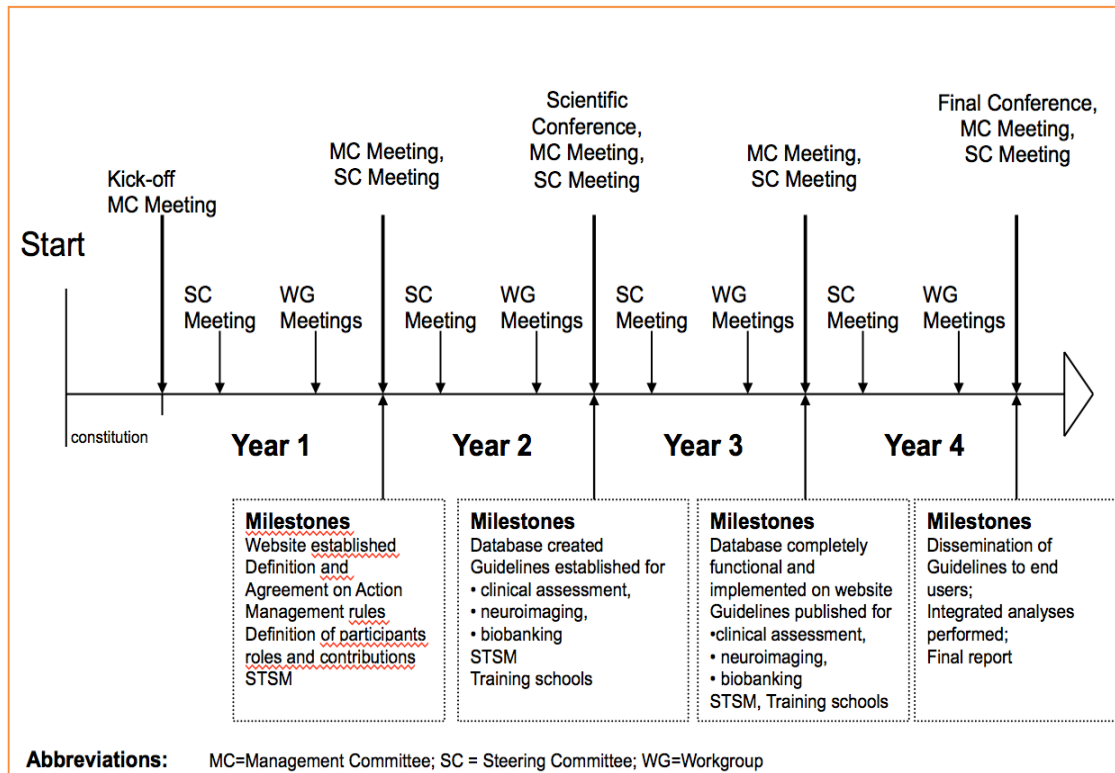 Scientific
Conference,
MC Meeting,
SC Meeting
Final Conference,
MC Meeting,
SC Meeting
MC Meeting,
SC Meeting
MC Meeting,
SC Meeting
Kick-off
MC Meeting
Start
SC
Meeting
WG
Meetings
SC
Meeting
WG
Meetings
SC
Meeting
WG
Meetings
SC
Meeting
WG
Meetings
constitution
Year 1
Year 2
Year 3
Year 4
Milestones
Website established
Definition and
Agreement on Action
Management rules
Definition of participants
roles and contributions
STSM
Milestones
Database created
Guidelines established for
• clinical assessment,
• neuroimaging,
• biobanking
STSM
Training schools
Milestones
Database completely
functional and
implemented on website
Guidelines published for
•clinical assessment,
• neuroimaging,
• biobanking
STSM, Training schools
Milestones
Dissemination of
Guidelines to end
users;
Integrated analyses
performed;
Final report
Abbreviations: MC=Management Committee; SC = Steering Committee; WG=Workgroup